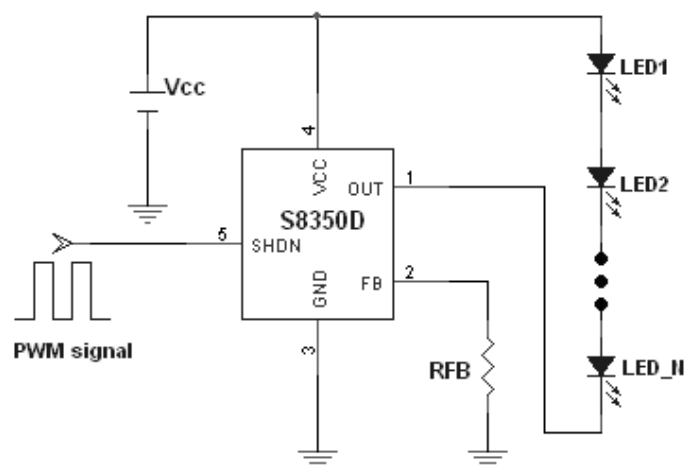 LED1
Vcc
4
VCC
OUT
1
LED2
S8350D
5
SHDN
GND
FB
2
3
PWM signal
RFB
LED_N